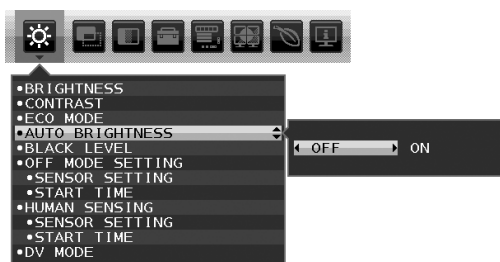 •BRIGHTNESS
•CONTRAST
•ECO MODE
•AUTO BRIGHTNESS
OFF ON
•BLACK LEVEL
•OFF MODE SETTING
•SENSOR SETTING
•START TIME
•HUMAN SENSING
•SENSOR SETTING
•START TIME
•DV MODE